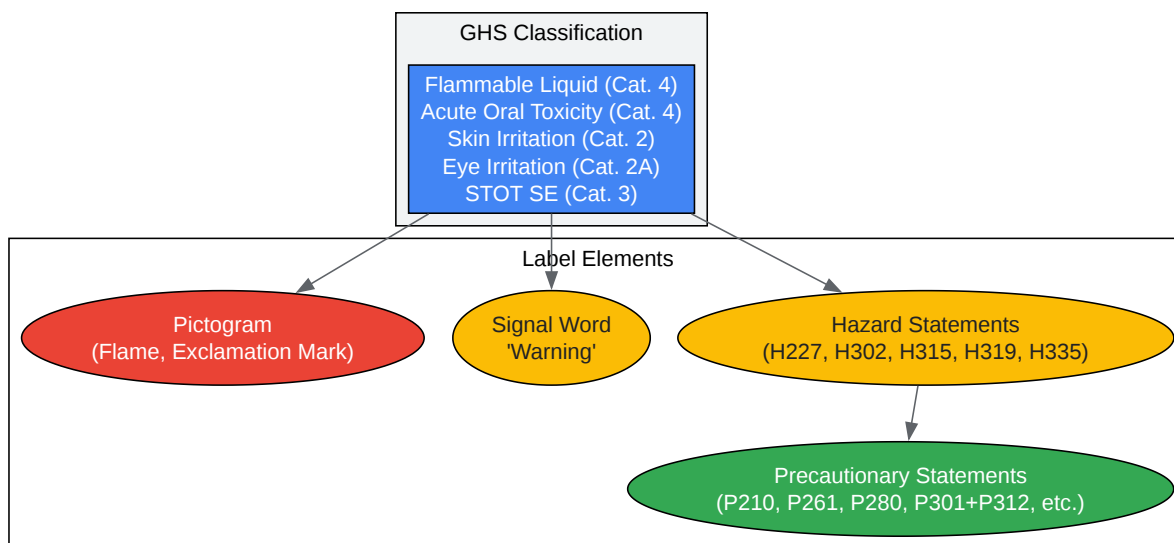 GHS Classification
Flammable Liquid (Cat. 4)
Acute Oral Toxicity (Cat. 4)
Skin Irritation (Cat. 2)
Eye Irritation (Cat. 2A)
STOT SE (Cat. 3)
Label Elements
Pictogram
(Flame, Exclamation Mark)
Signal Word
'Warning'
Hazard Statements
(H227, H302, H315, H319, H335)
Precautionary Statements
(P210, P261, P280, P301+P312, etc.)